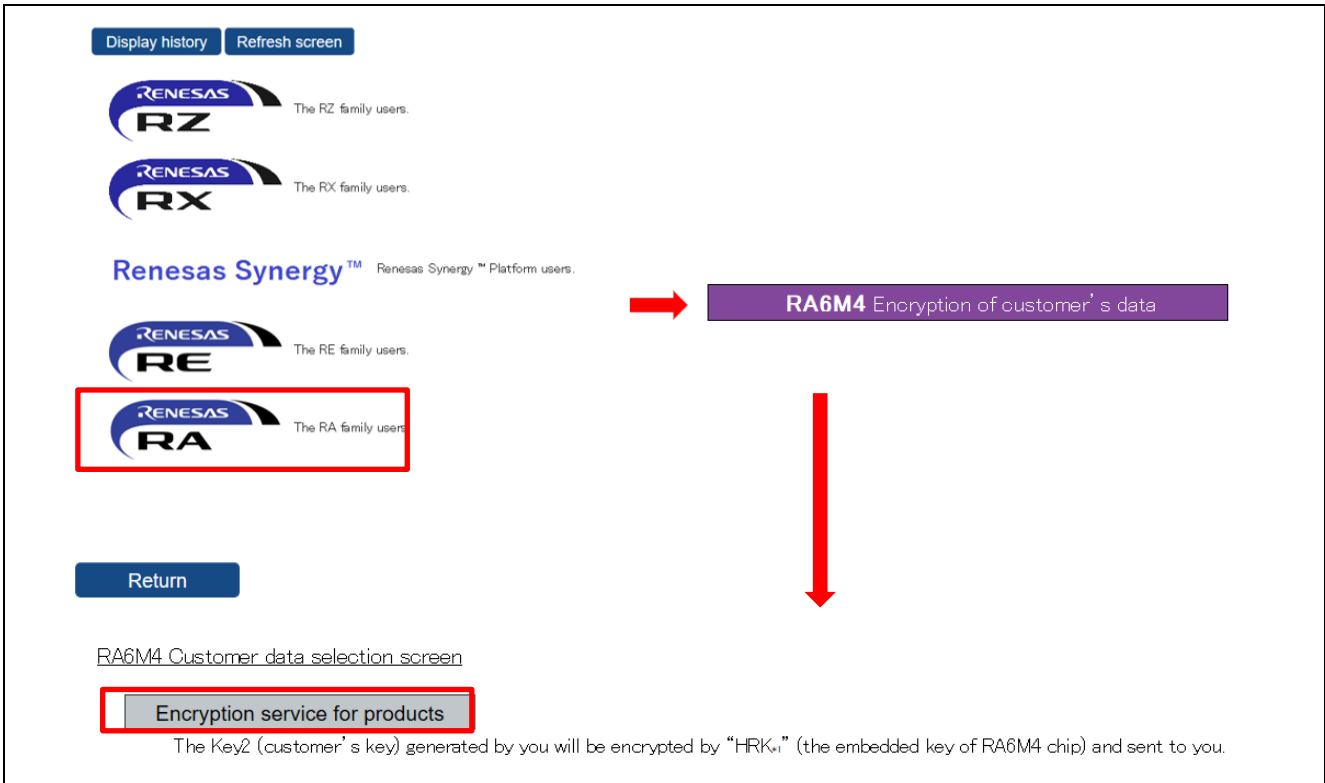 Display history Refresh screen
RENESAS
RZ
The RZ family users.
RENESAS
RX
The RX family users.
Renesas Synergy™ Renesas Synergy ™ Platform users.
RA6M4 Encryption of customer's data
RENESAS
RE
The RE family users.
RENESAS
RA
The RA family users
Return
RA6M4 Customer data selection screen
Encryption service for products
The Key2 (customer's key) generated by you will be encrypted by “HRK*1” (the embedded key of RA6M4 chip) and sent to you.